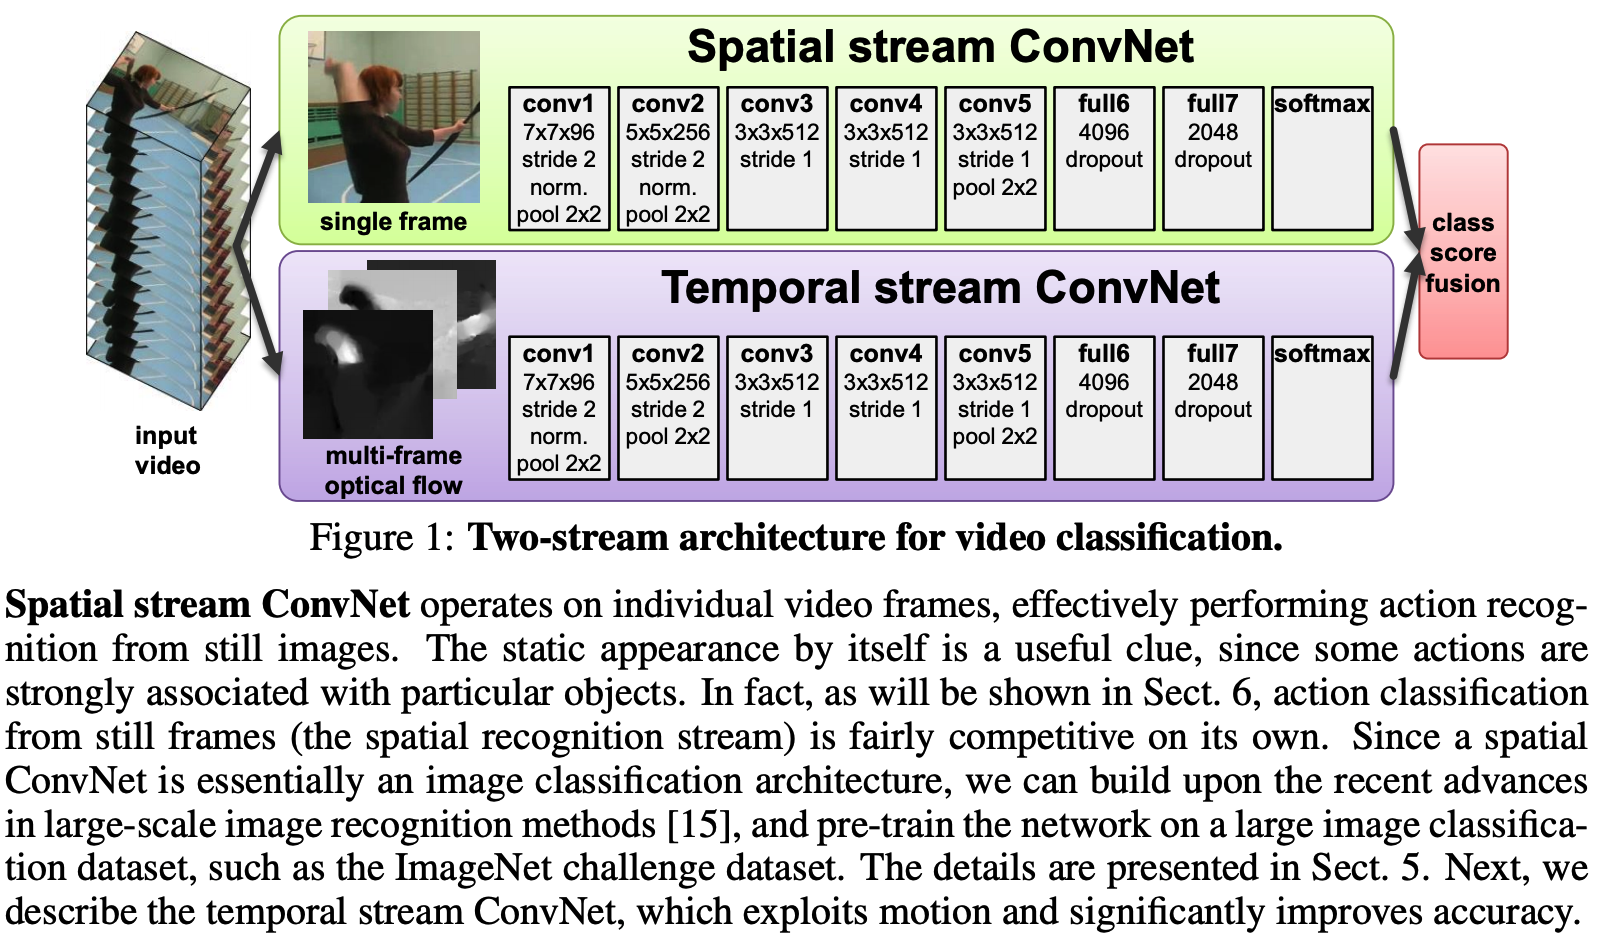 Spatial stream ConvNet
conv1
7x7x96
stride 2
norm.
pool 2x2
conv2
5x5x256
stride 2
norm.
pool 2x2
conv3
3x3x512
stride 1
conv4
3x3x512
stride 1
conv5
3x3x512
stride 1
pool 2x2
full6
4096
dropout
full7
2048
dropout
softmax
single frame
input
video
Temporal stream ConvNet
conv1
7x7x96
stride 2
norm.
pool 2x2
conv2
5x5x256
stride 2
pool 2x2
conv3
3x3x512
stride 1
conv4
3x3x512
stride 1
conv5
3x3x512
stride 1
pool 2x2
full6
4096
dropout
full7
2048
dropout
softmax
multi-frame
optical flow
class
score
fusion
Figure 1: Two-stream architecture for video classification.
Spatial stream ConvNet operates on individual video frames, effectively performing action recog-
nition from still images. The static appearance by itself is a useful clue, since some actions are
strongly associated with particular objects. In fact, as will be shown in Sect. 6, action classification
from still frames (the spatial recognition stream) is fairly competitive on its own. Since a spatial
ConvNet is essentially an image classification architecture, we can build upon the recent advances
in large-scale image recognition methods [15], and pre-train the network on a large image classifica-
tion dataset, such as the ImageNet challenge dataset. The details are presented in Sect. 5. Next, we
describe the temporal stream ConvNet, which exploits motion and significantly improves accuracy.